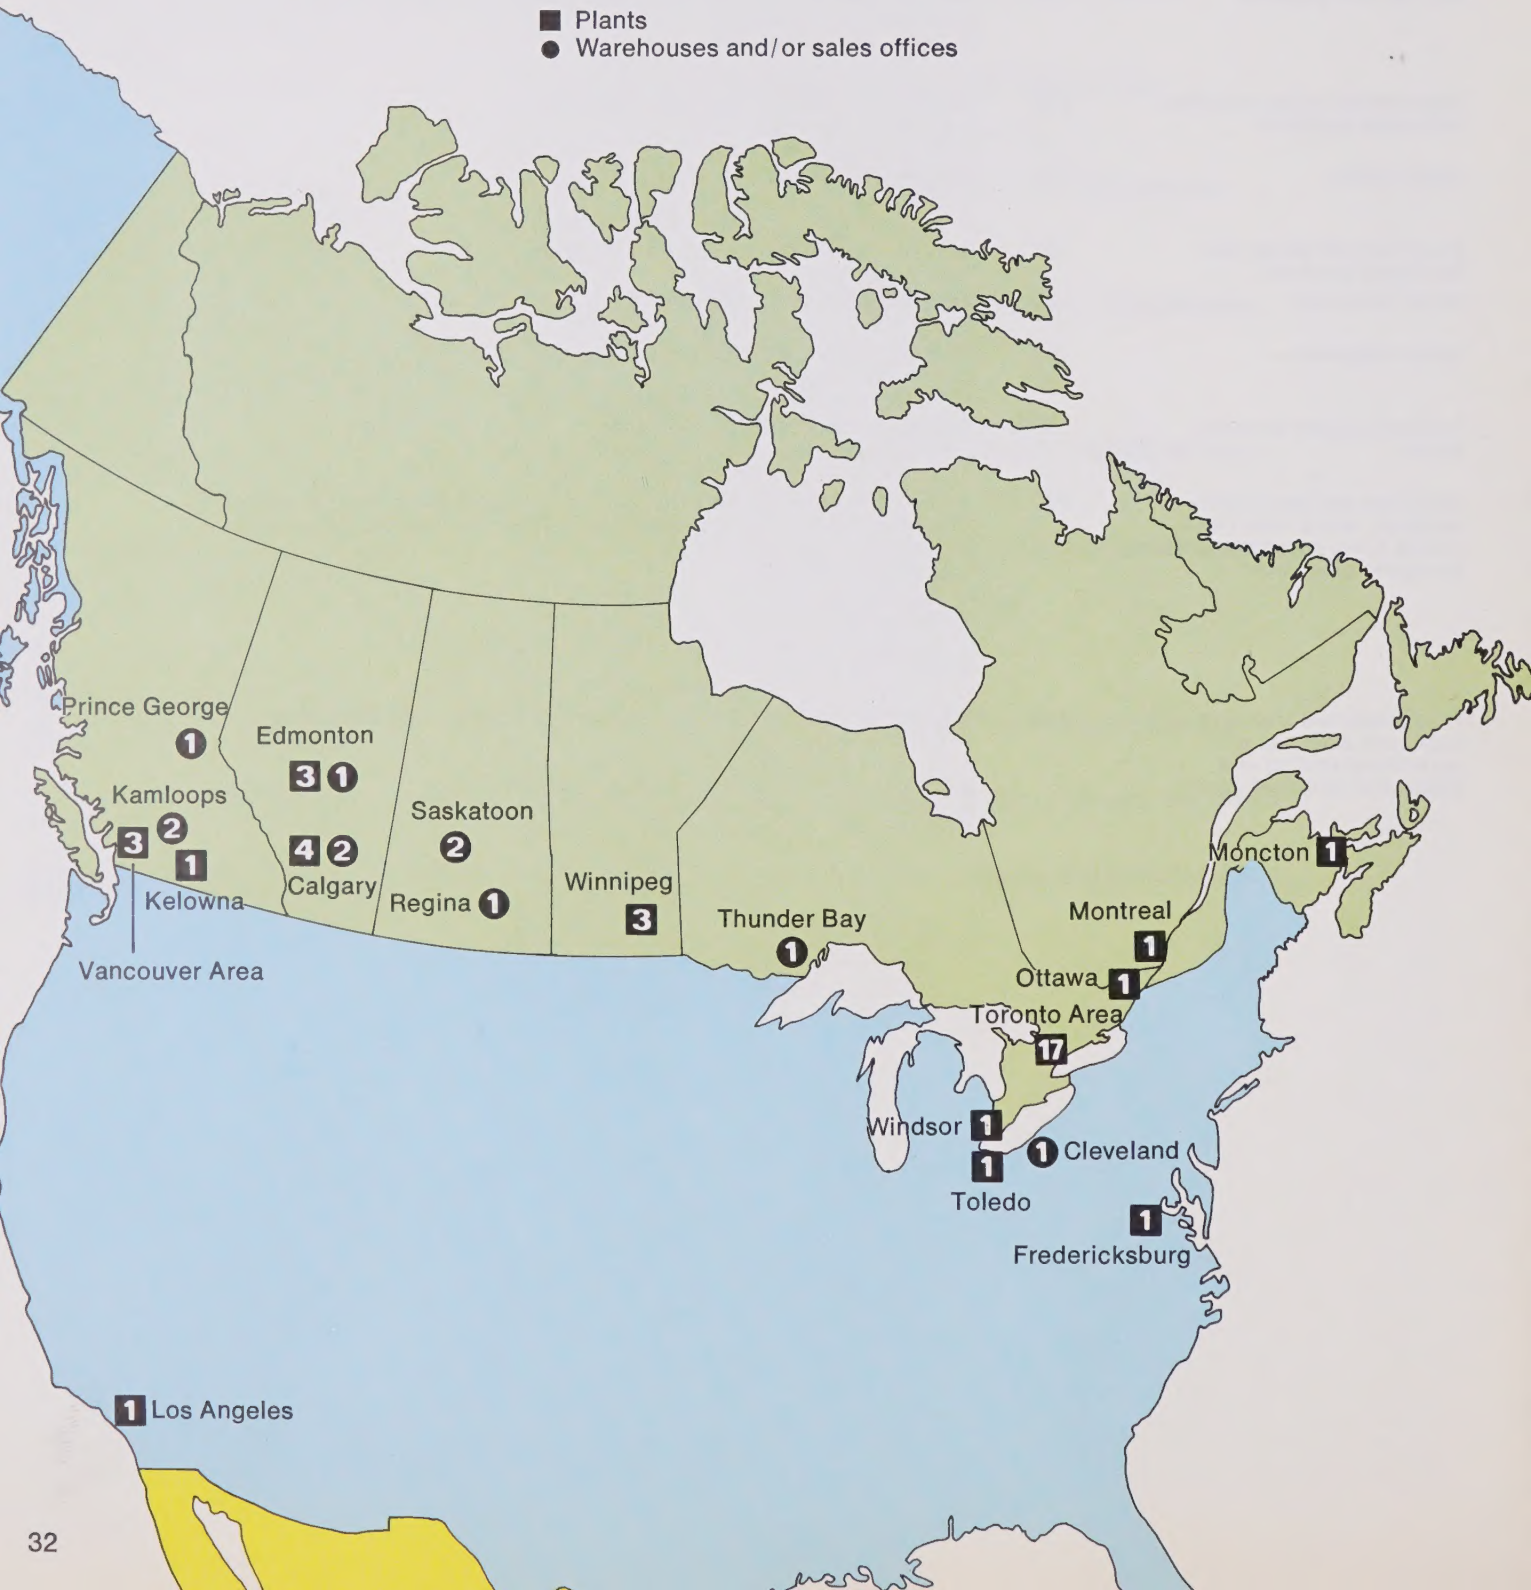 Plants
Warehouses and/or sales offices
Prince George
1
Edmonton
3 1
Kamloops
2
3
1
Kelowna
Vancouver Area
4 2
Calgary
Saskatoon
2
Regina 1
Winnipeg
3
Thunder Bay
1
Moncton 1
Montreal
1
Ottawa 1
Toronto Area
17
Windsor 1
1 Cleveland
1
Toledo
1
Fredericksburg
1 Los Angeles
32